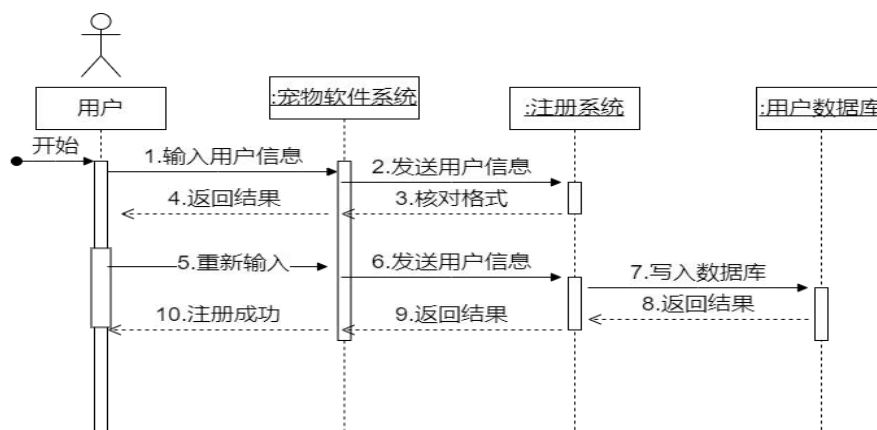 用户
:宠物软件系统
:注册系统
:用户数据库
开始
1.输入用户信息
2.发送用户信息
3.核对格式
4.返回结果
5.重新输入
6.发送用户信息
7.写入数据库
8.返回结果
9.返回结果
10.注册成功